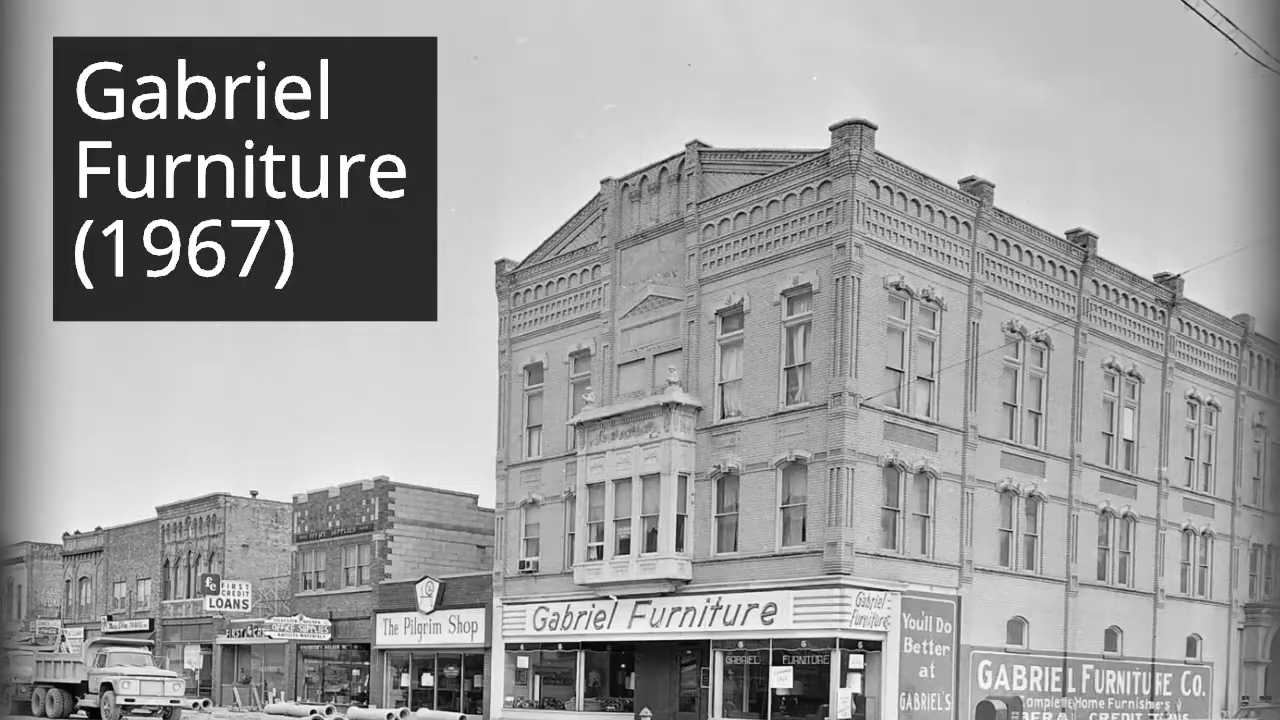 Gabriel
Furniture
(1967)
fc
FIRST
CREDIT
LOANS
The Pilgrim Shop
Gabriel Furniture
Gabriel
Furniture
GABRIEL FURNITURE
You'll Do
Better
at
GABRIEL'S
GABRIEL FURNITURE CO.
Complete Home Furnishers